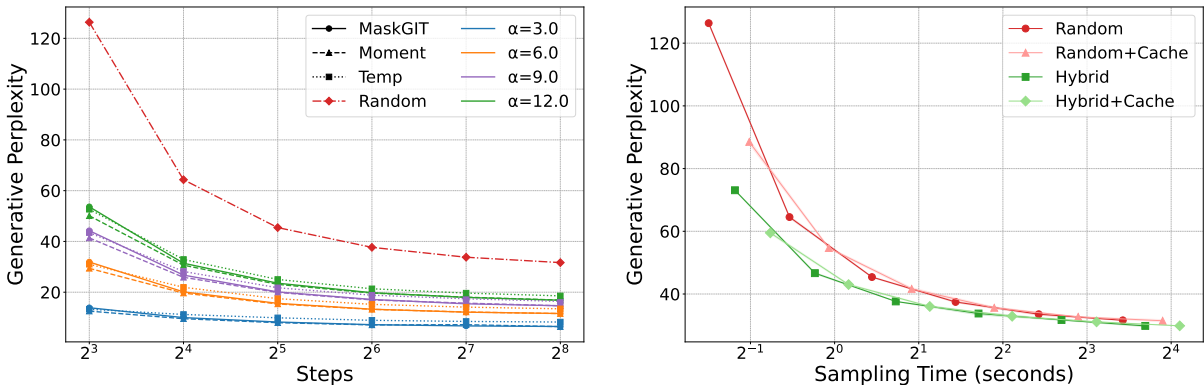 Generative Perplexity
120
100
80
60
40
20
2^3 2^4 2^5 2^6 2^7 2^8
Steps
MaskGIT
Moment
Temp
Random
α=3.0
α=6.0
α=9.0
α=12.0
Generative Perplexity
120
100
80
60
40
2^−1 2^0 2^1 2^2 2^3 2^4
Sampling Time (seconds)
Random
Random+Cache
Hybrid
Hybrid+Cache